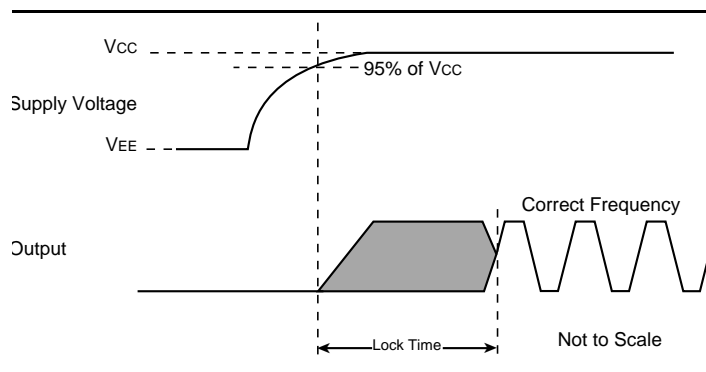 VCC
95% of VCC
Supply Voltage
VEE
Correct Frequency
Output
Lock Time
Not to Scale